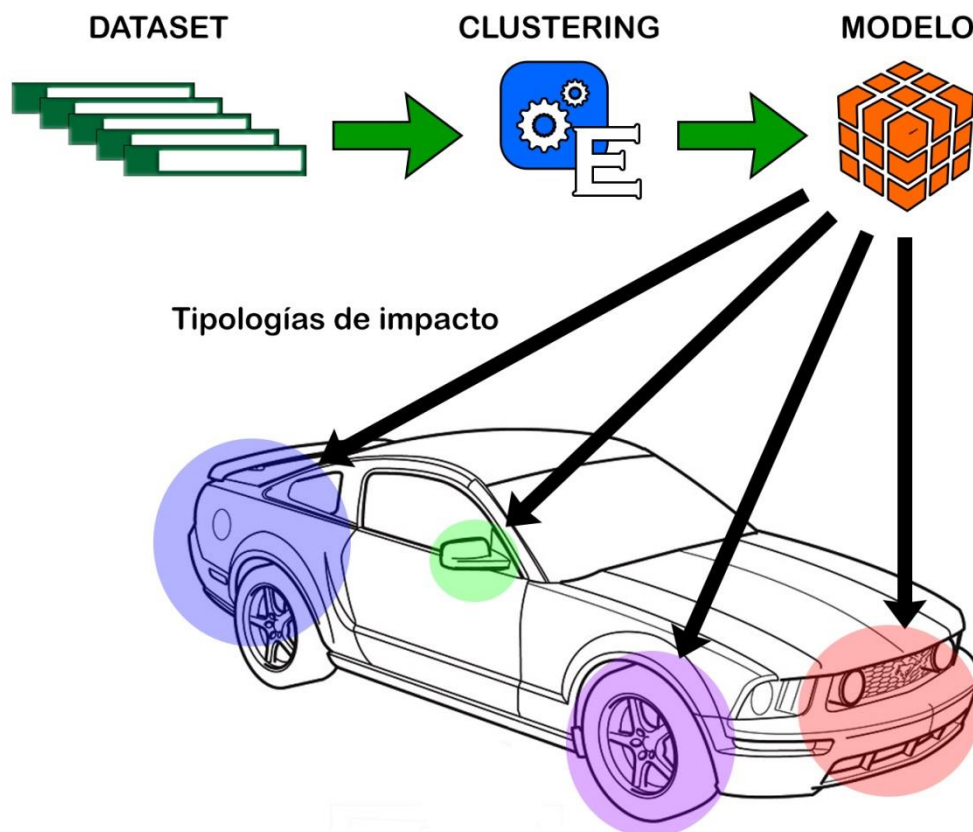 DATASET
CLUSTERING
MODELO
E
Tipologías de impacto